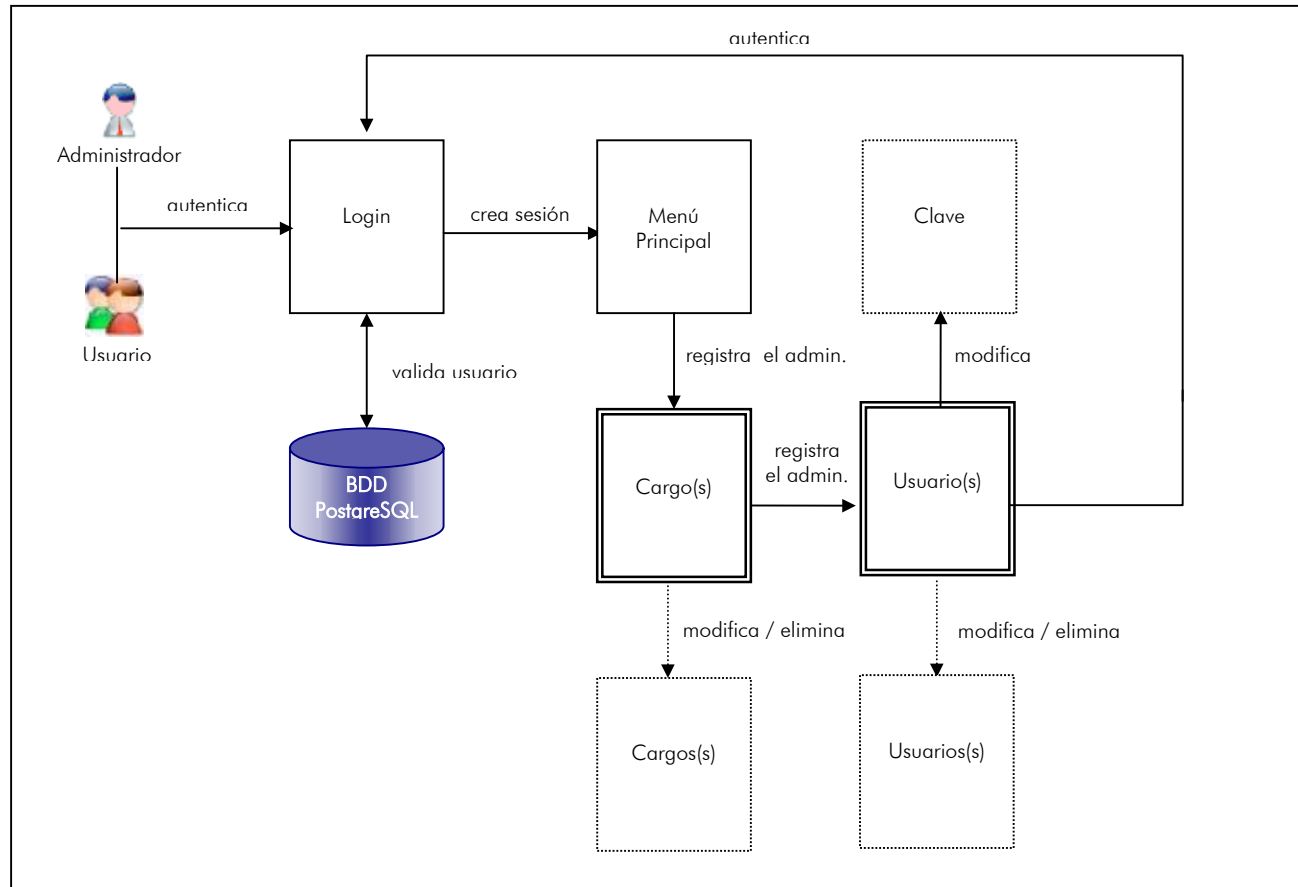 autentica
Administrador
autentica
Login
crea sesión
Menú
Principal
Clave
Usuario
valida usuario
registra el admin.
modifica
BDD
PostgreSQL
Cargo(s)
registra
el admin.
Usuario(s)
modifica / elimina
modifica / elimina
Cargos(s)
Usuarios(s)